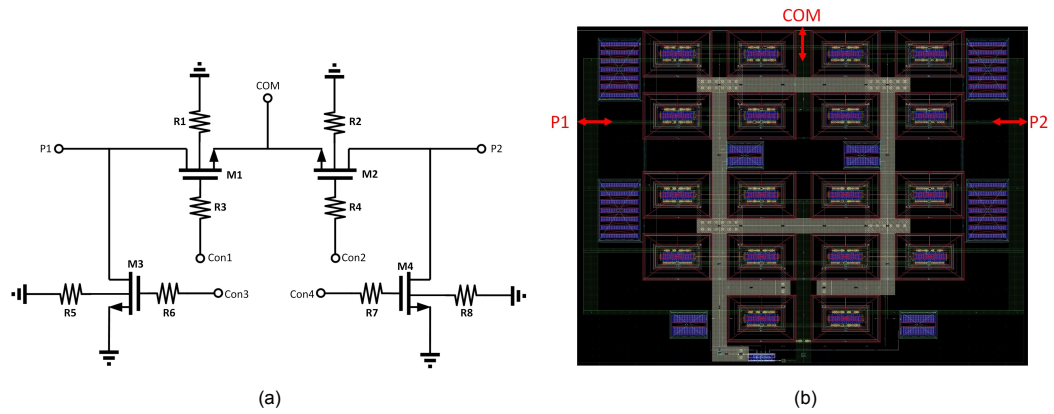 COM
R1
R2
P1
P2
M1
M2
R3
R4
Con1
Con2
M3
M4
Con3
Con4
R5
R6
R7
R8
(a)
COM
P1
P2
(b)